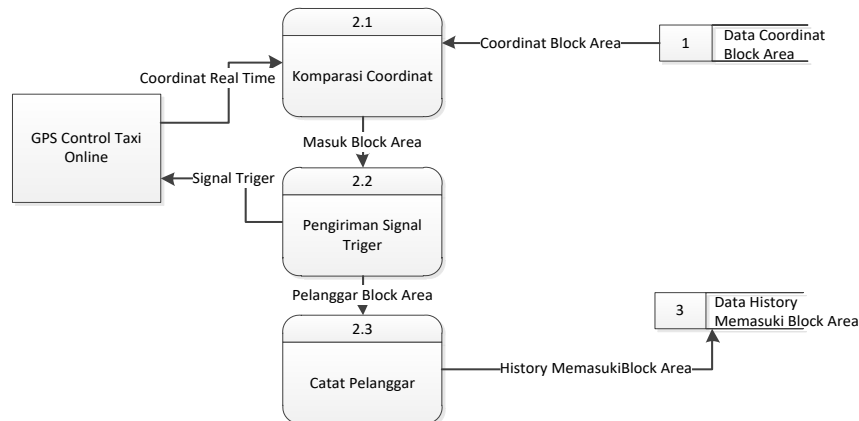 2.1
Komparasi Coordinat
Coordinat Block Area
1
Data Coordinat
Block Area
Coordinat Real Time
GPS Control Taxi
Online
Masuk Block Area
Signal Triger
2.2
Pengiriman Signal
Triger
Pelanggar Block Area
3
Data History
Memasuki Block Area
2.3
Catat Pelanggar
History MemasukiBlock Area